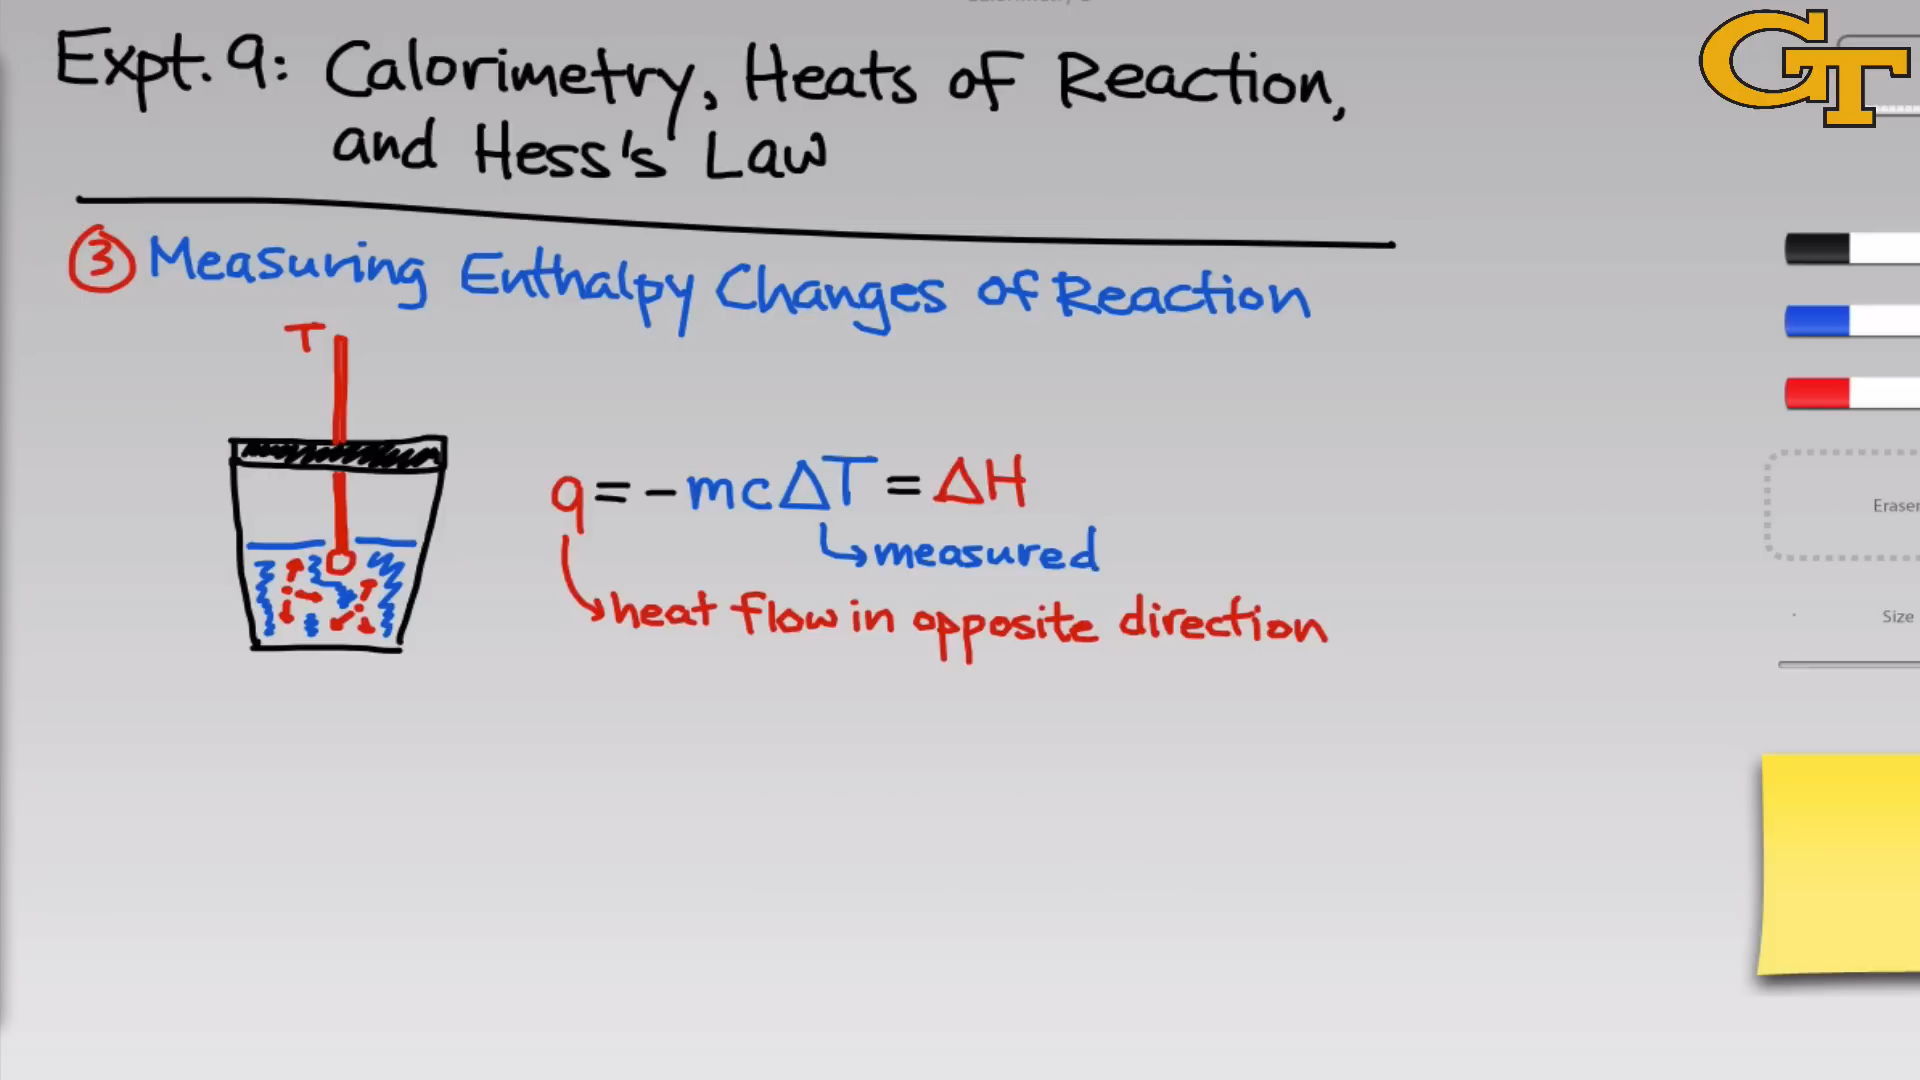 Expt. 9: Calorimetry, Heats of Reaction,
and Hess's Law
GT
③ Measuring Enthalpy Changes of Reaction
T
q = -mcΔT = ΔH
measured
heat flow in opposite direction
Eraser
Size